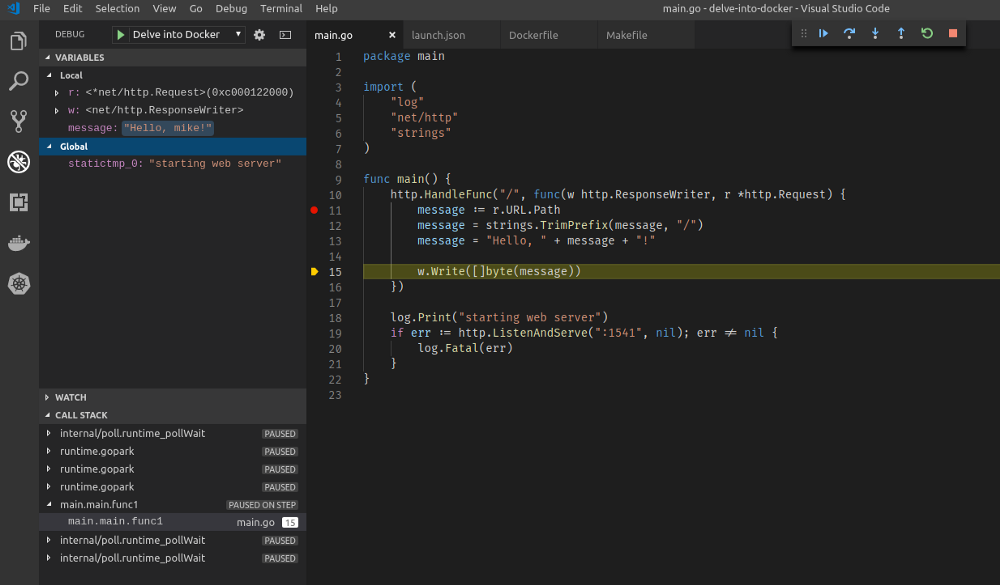 File Edit Selection View Go Debug Terminal Help main.go - delve-into-docker - Visual Studio Code
DEBUG Delve into Docker
main.go launch.json Dockerfile Makefile
VARIABLES
Local
r: <*net/http.Request>(0xc000122000)
w: <net/http.ResponseWriter>
message: "Hello, mike!"
Global
statictmp_0: "starting web server"
WATCH
CALL STACK
internal/poll.runtime_pollWait PAUSED
runtime.gopark PAUSED
runtime.gopark PAUSED
runtime.gopark PAUSED
main.main.func1 PAUSED ON STEP
main.main.func1 main.go 15
internal/poll.runtime_pollWait PAUSED
internal/poll.runtime_pollWait PAUSED
1 package main
2
3 import (
4 "log"
5 "net/http"
6 "strings"
7 )
8
9 func main() {
10 http.HandleFunc("/", func(w http.ResponseWriter, r *http.Request) {
11 message := r.URL.Path
12 message = strings.TrimPrefix(message, "/")
13 message = "Hello, " + message + "!"
14
15 w.Write([]byte(message))
16 })
17
18 log.Print("starting web server")
19 if err := http.ListenAndServe(":1541", nil); err ≠ nil {
20 log.Fatal(err)
21 }
22 }
23